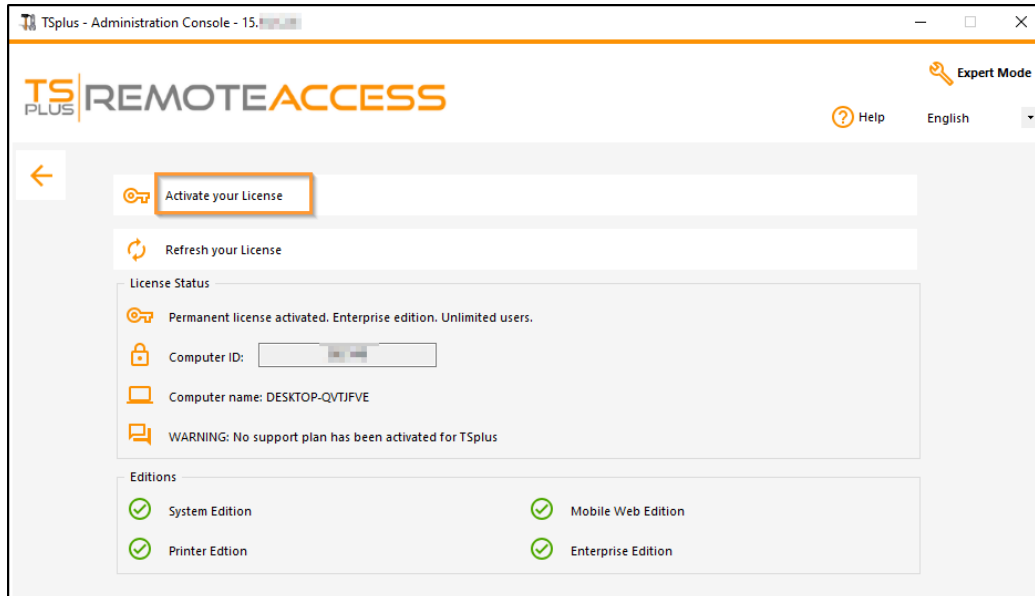 TSplus - Administration Console - 15.
Expert Mode
TS PLUS REMOTEACCESS
Help
English
Activate your License
Refresh your License
License Status
Permanent license activated. Enterprise edition. Unlimited users.
Computer ID:
Computer name: DESKTOP-QVTJFVE
WARNING: No support plan has been activated for TSplus
Editions
System Edition
Mobile Web Edition
Printer Edtion
Enterprise Edition